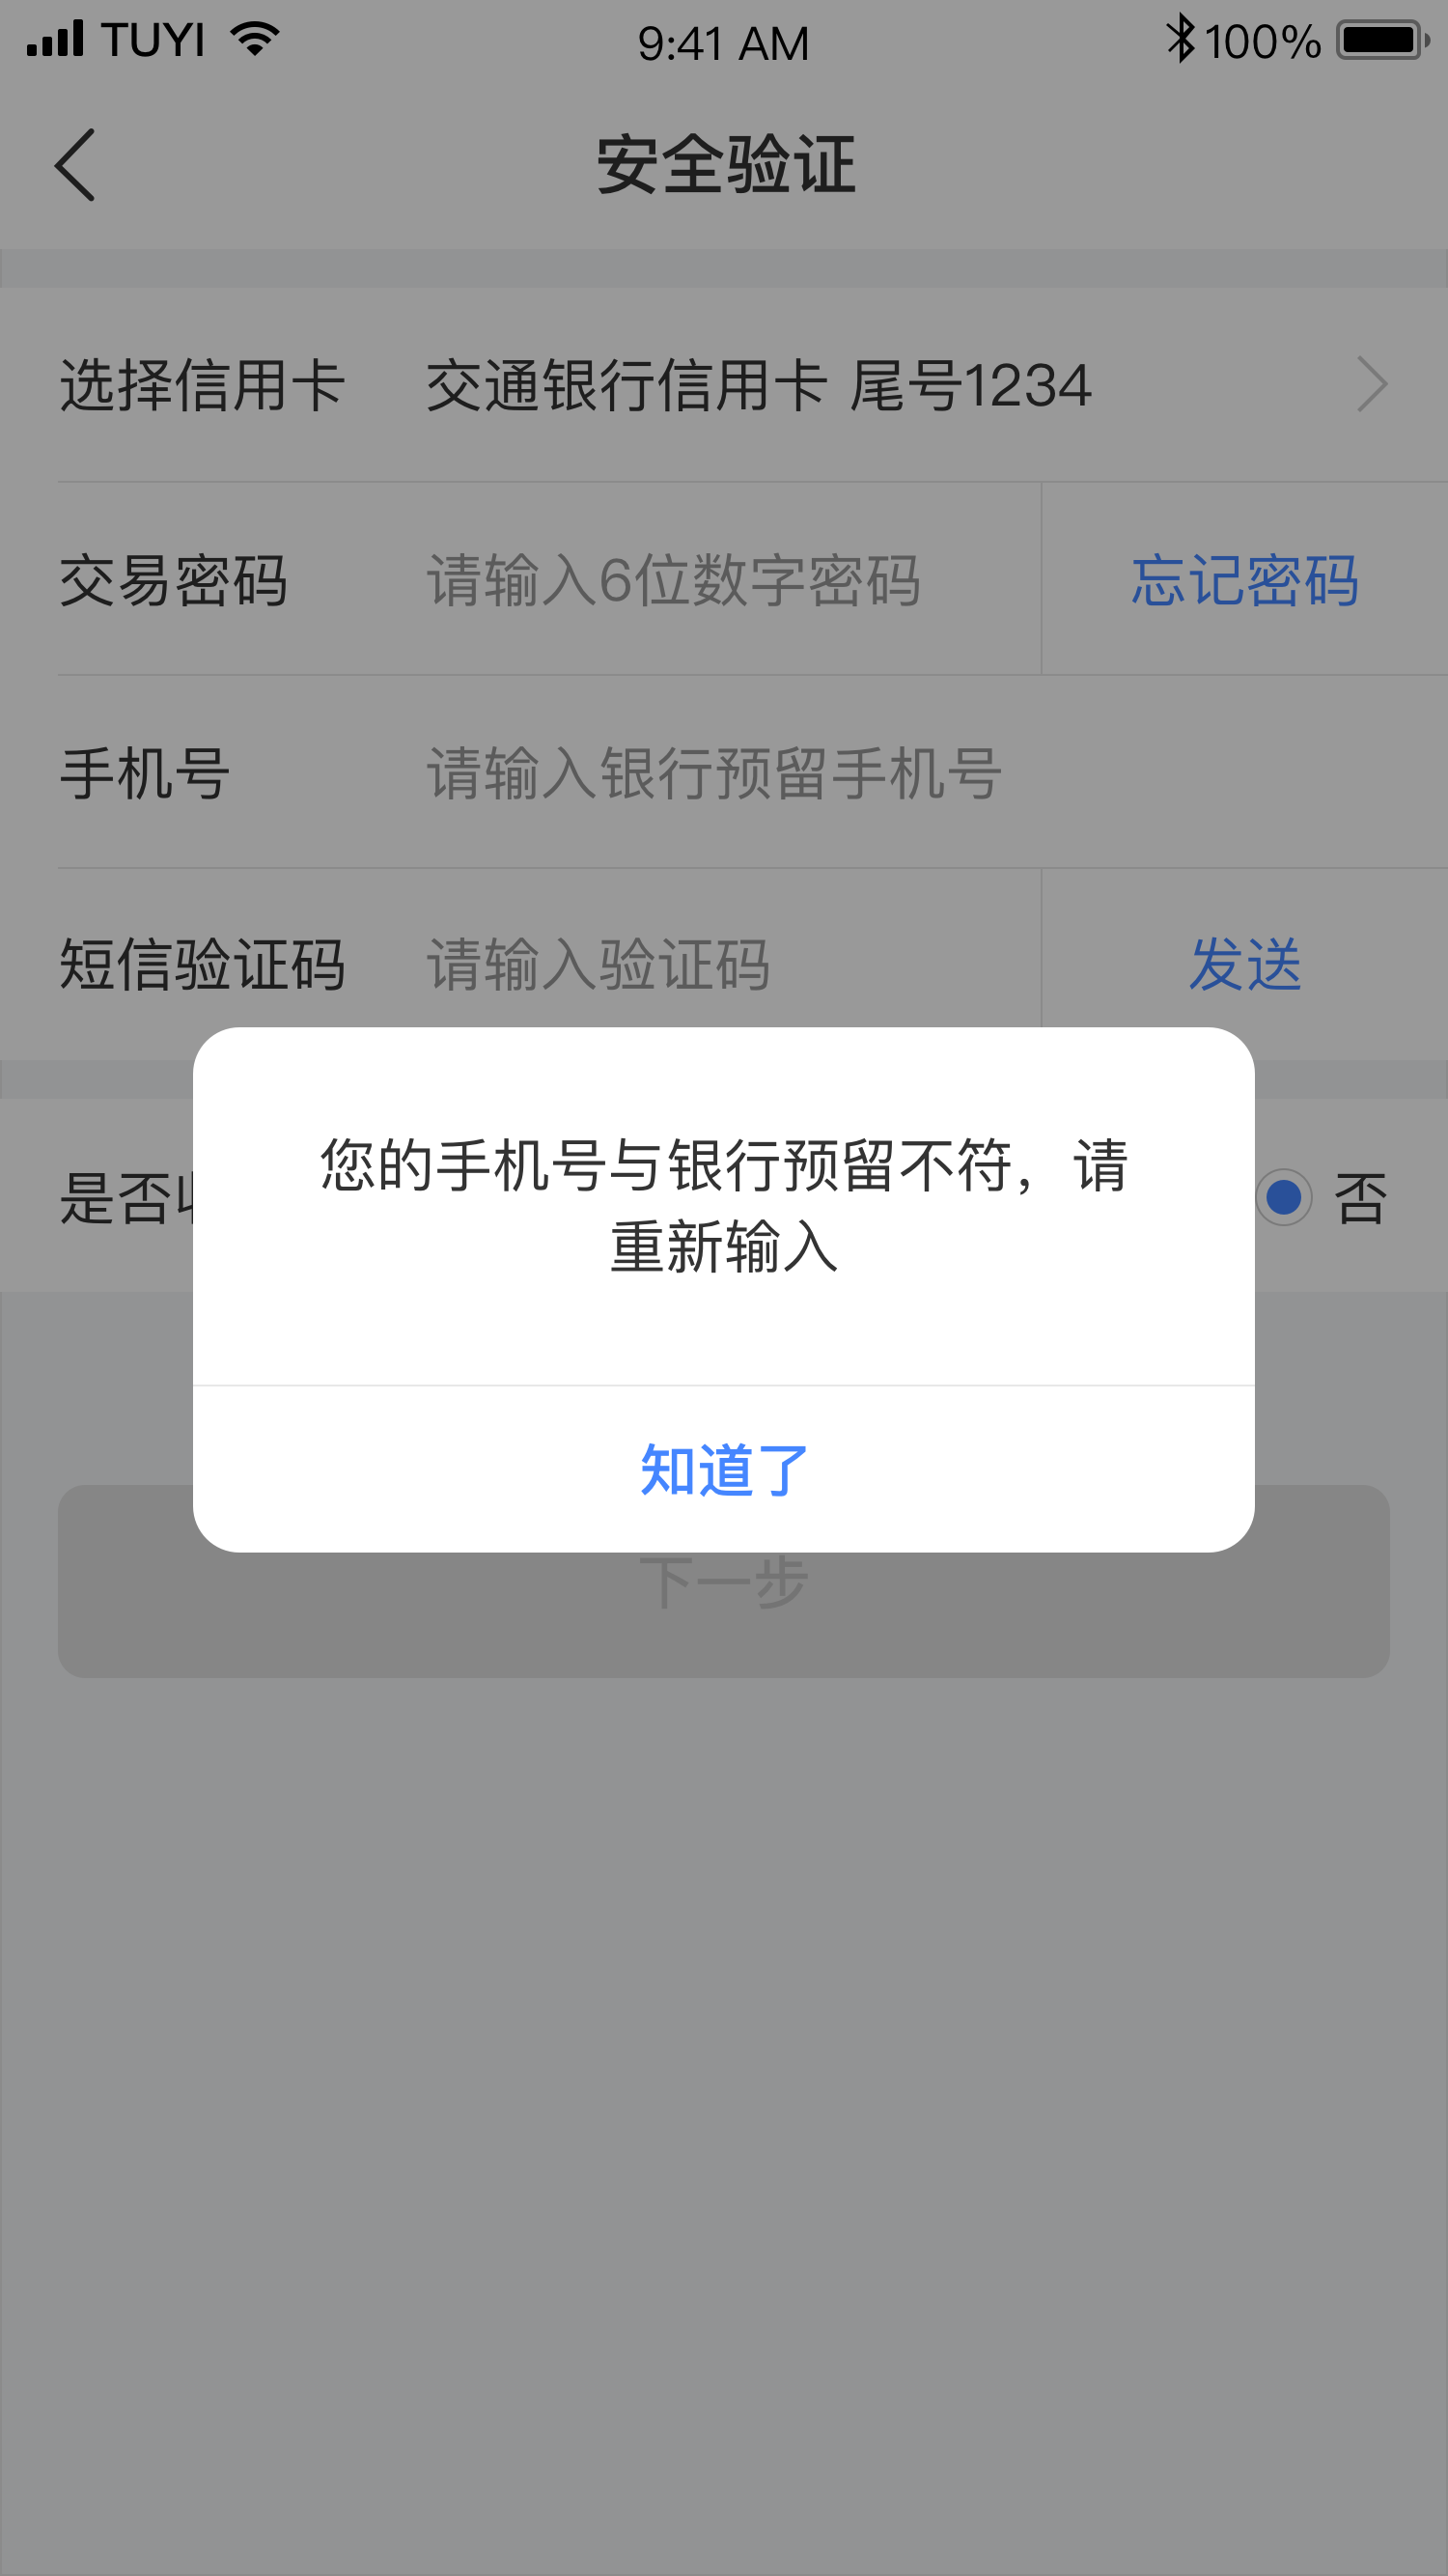 TUYI 9:41 AM 100%
安全验证
选择信用卡 交通银行信用卡 尾号1234
交易密码 请输入6位数字密码 忘记密码
手机号 请输入银行预留手机号
短信验证码 请输入验证码 发送
您的手机号与银行预留不符，请
重新输入
是否 否
知道了
下一步